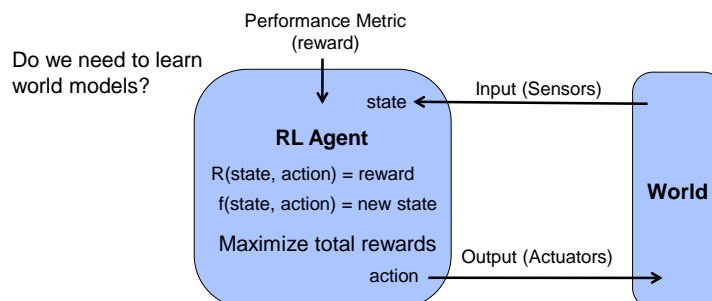 Performance Metric
(reward)
Do we need to learn
world models?
state
Input (Sensors)
RL Agent
R(state, action) = reward
f(state, action) = new state
World
Maximize total rewards
Output (Actuators)
action